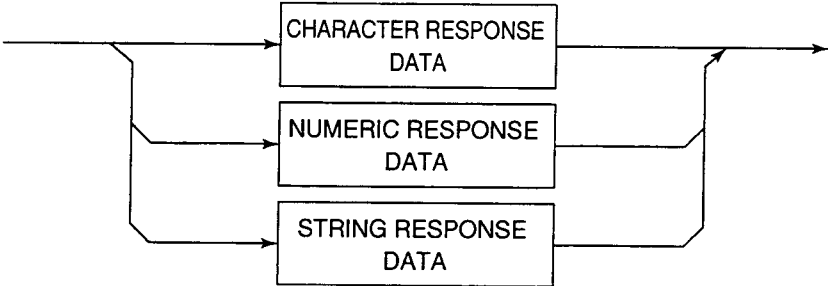 CHARACTER RESPONSE
DATA
NUMERIC RESPONSE
DATA
STRING RESPONSE
DATA